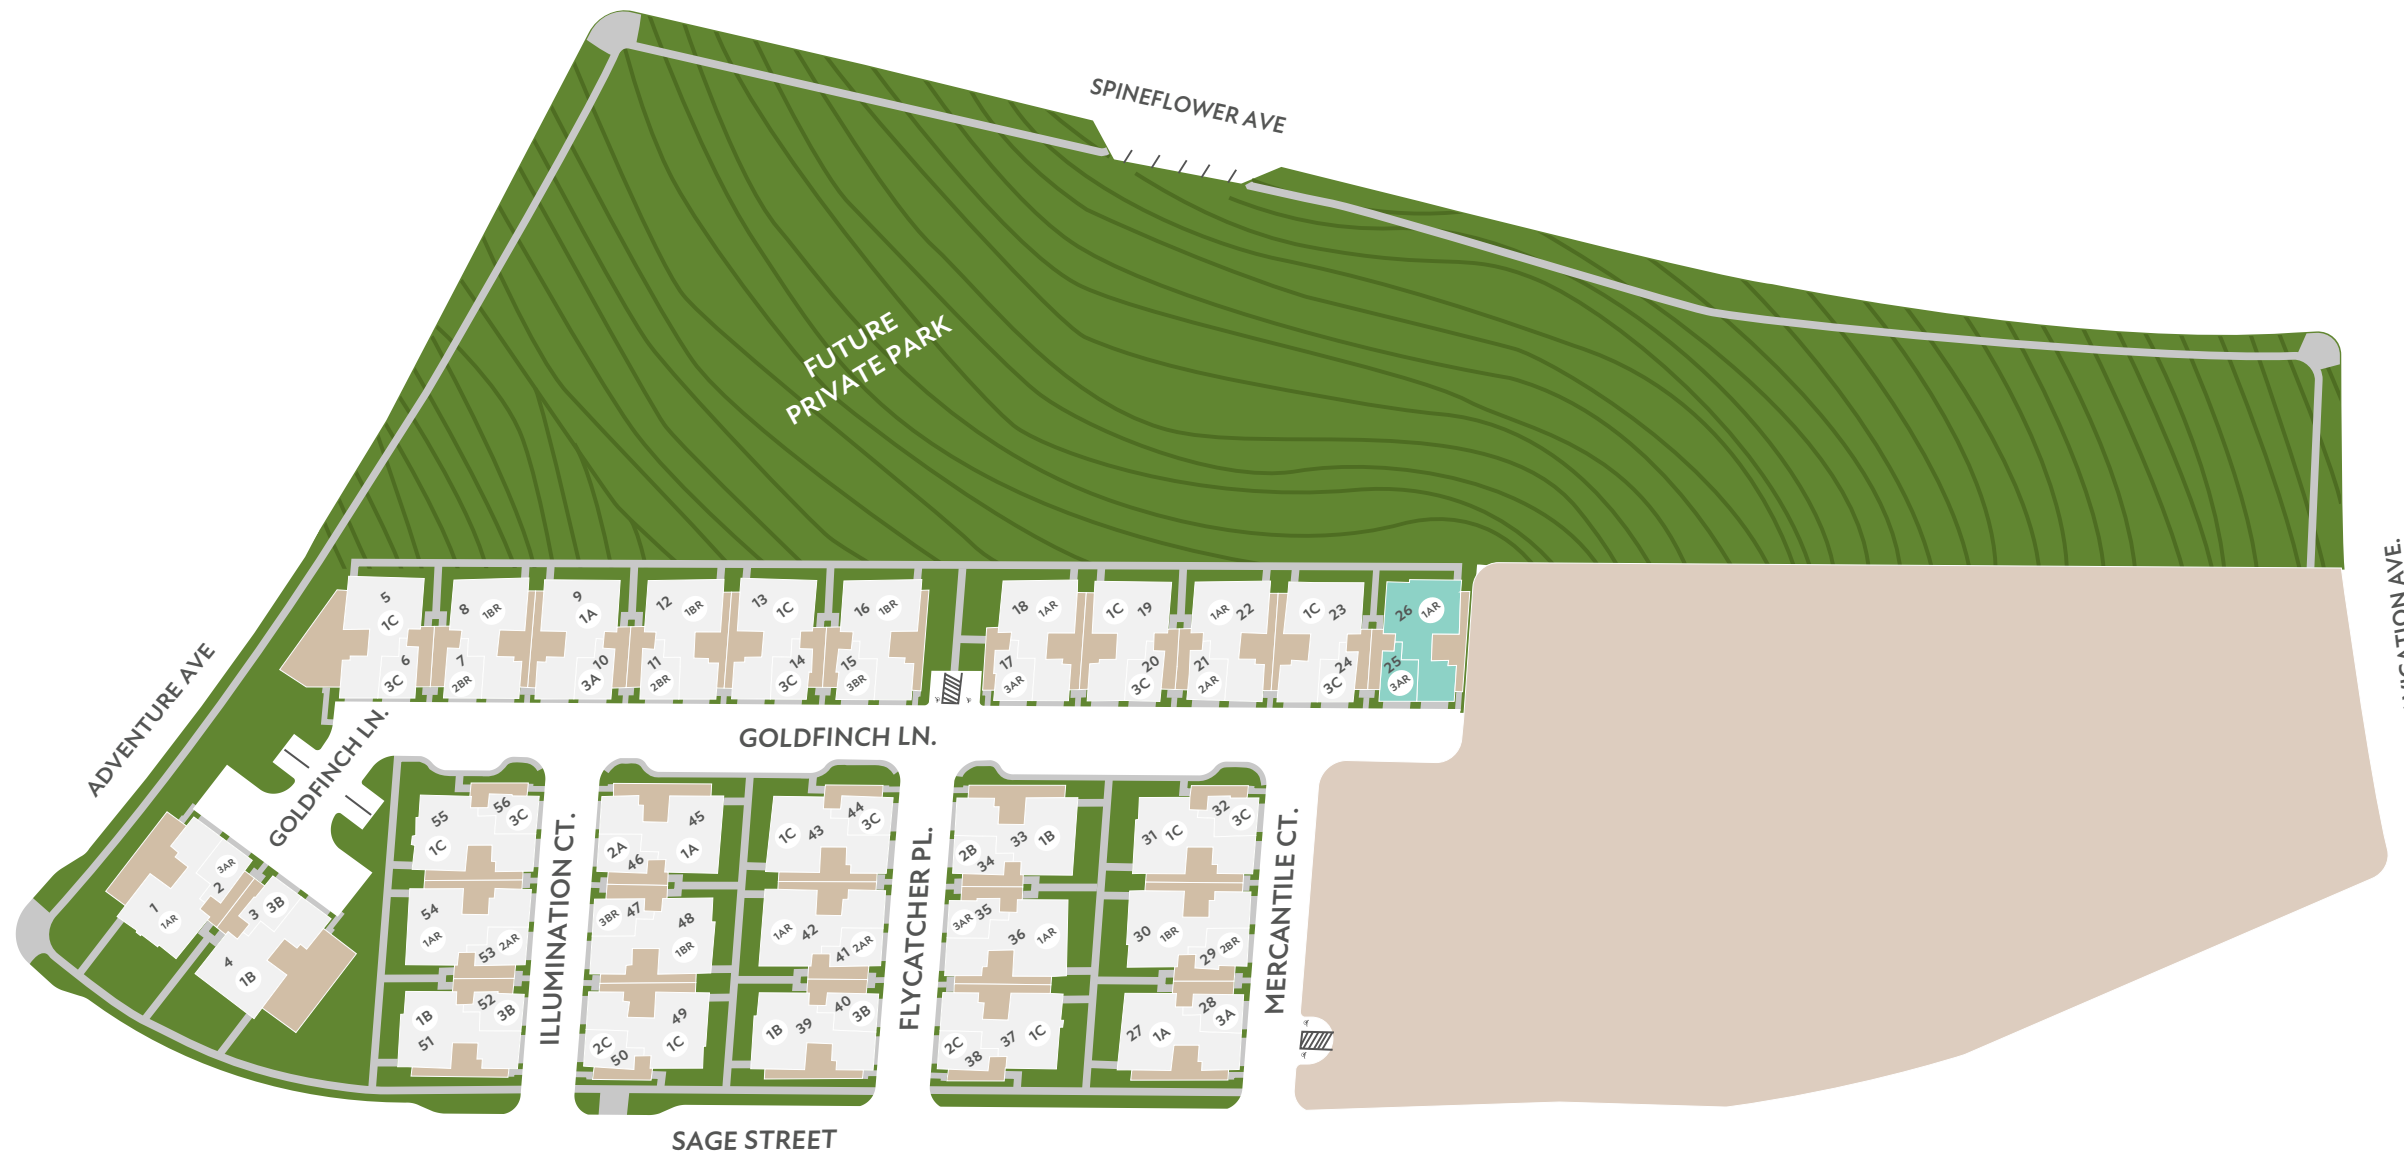 SPINEFLOWER AVE
FUTURE
PRIVATE PARK
ADVENTURE AVE
5
1C
6
3C
8
1BR
7
2BR
9
1A
10
3A
12
1BR
11
2BR
13
1C
14
3C
16
1BR
15
3BR
18
1AR
17
3AR
1C
19
20
3C
1AR
22
21
2AR
1C
23
24
3C
26
1AR
25
3AR
GOLDFINCH LN.
GOLDFINCH LN.
1
1AR
2
3AR
3
3B
4
1B
55
1C
56
3C
54
1AR
53
2AR
1B
51
52
3B
ILLUMINATION CT.
45
1A
2A
46
3BR
47
48
1BR
49
1C
2C
50
1C
43
44
3C
1AR
42
41
2AR
1B
39
40
3B
FLYCATCHER PL.
33
1B
2B
34
3AR
35
36
1AR
37
1C
2C
38
31
1C
32
3C
30
1BR
29
2BR
27
1A
28
3A
MERCANTILE CT.
SAGE STREET
AVE.